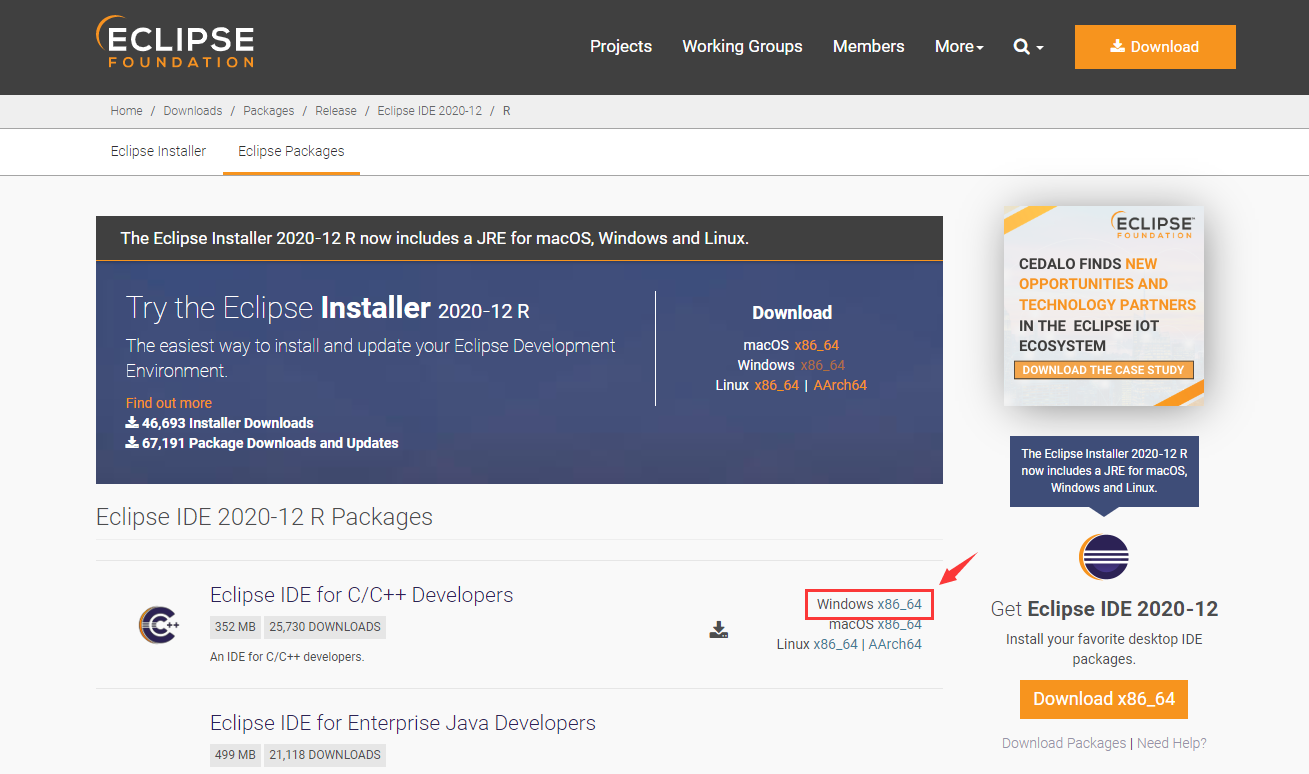 ECLIPSE
FOUNDATION
Projects Working Groups Members More Download
Home / Downloads / Packages / Release / Eclipse IDE 2020-12 / R
Eclipse Installer Eclipse Packages
The Eclipse Installer 2020-12 R now includes a JRE for macOS, Windows and Linux.
Try the Eclipse Installer 2020-12 R
The easiest way to install and update your Eclipse Development
Environment.
Find out more
46,693 Installer Downloads
67,191 Package Downloads and Updates
Download
macOS x86_64
Windows x86_64
Linux x86_64 | AArch64
Eclipse IDE 2020-12 R Packages
C++
Eclipse IDE for C/C++ Developers
352 MB 25,730 DOWNLOADS
An IDE for C/C++ developers.
Windows x86_64
macOS x86_64
Linux x86_64 | AArch64
Eclipse IDE for Enterprise Java Developers
499 MB 21,118 DOWNLOADS
ECLIPSE™
FOUNDATION
CEDALO FINDS NEW
OPPORTUNITIES AND
TECHNOLOGY PARTNERS
IN THE ECLIPSE IOT
ECOSYSTEM
DOWNLOAD THE CASE STUDY
The Eclipse Installer 2020-12 R
now includes a JRE for macOS,
Windows and Linux.
Get Eclipse IDE 2020-12
Install your favorite desktop IDE
packages.
Download x86_64
Download Packages | Need Help?